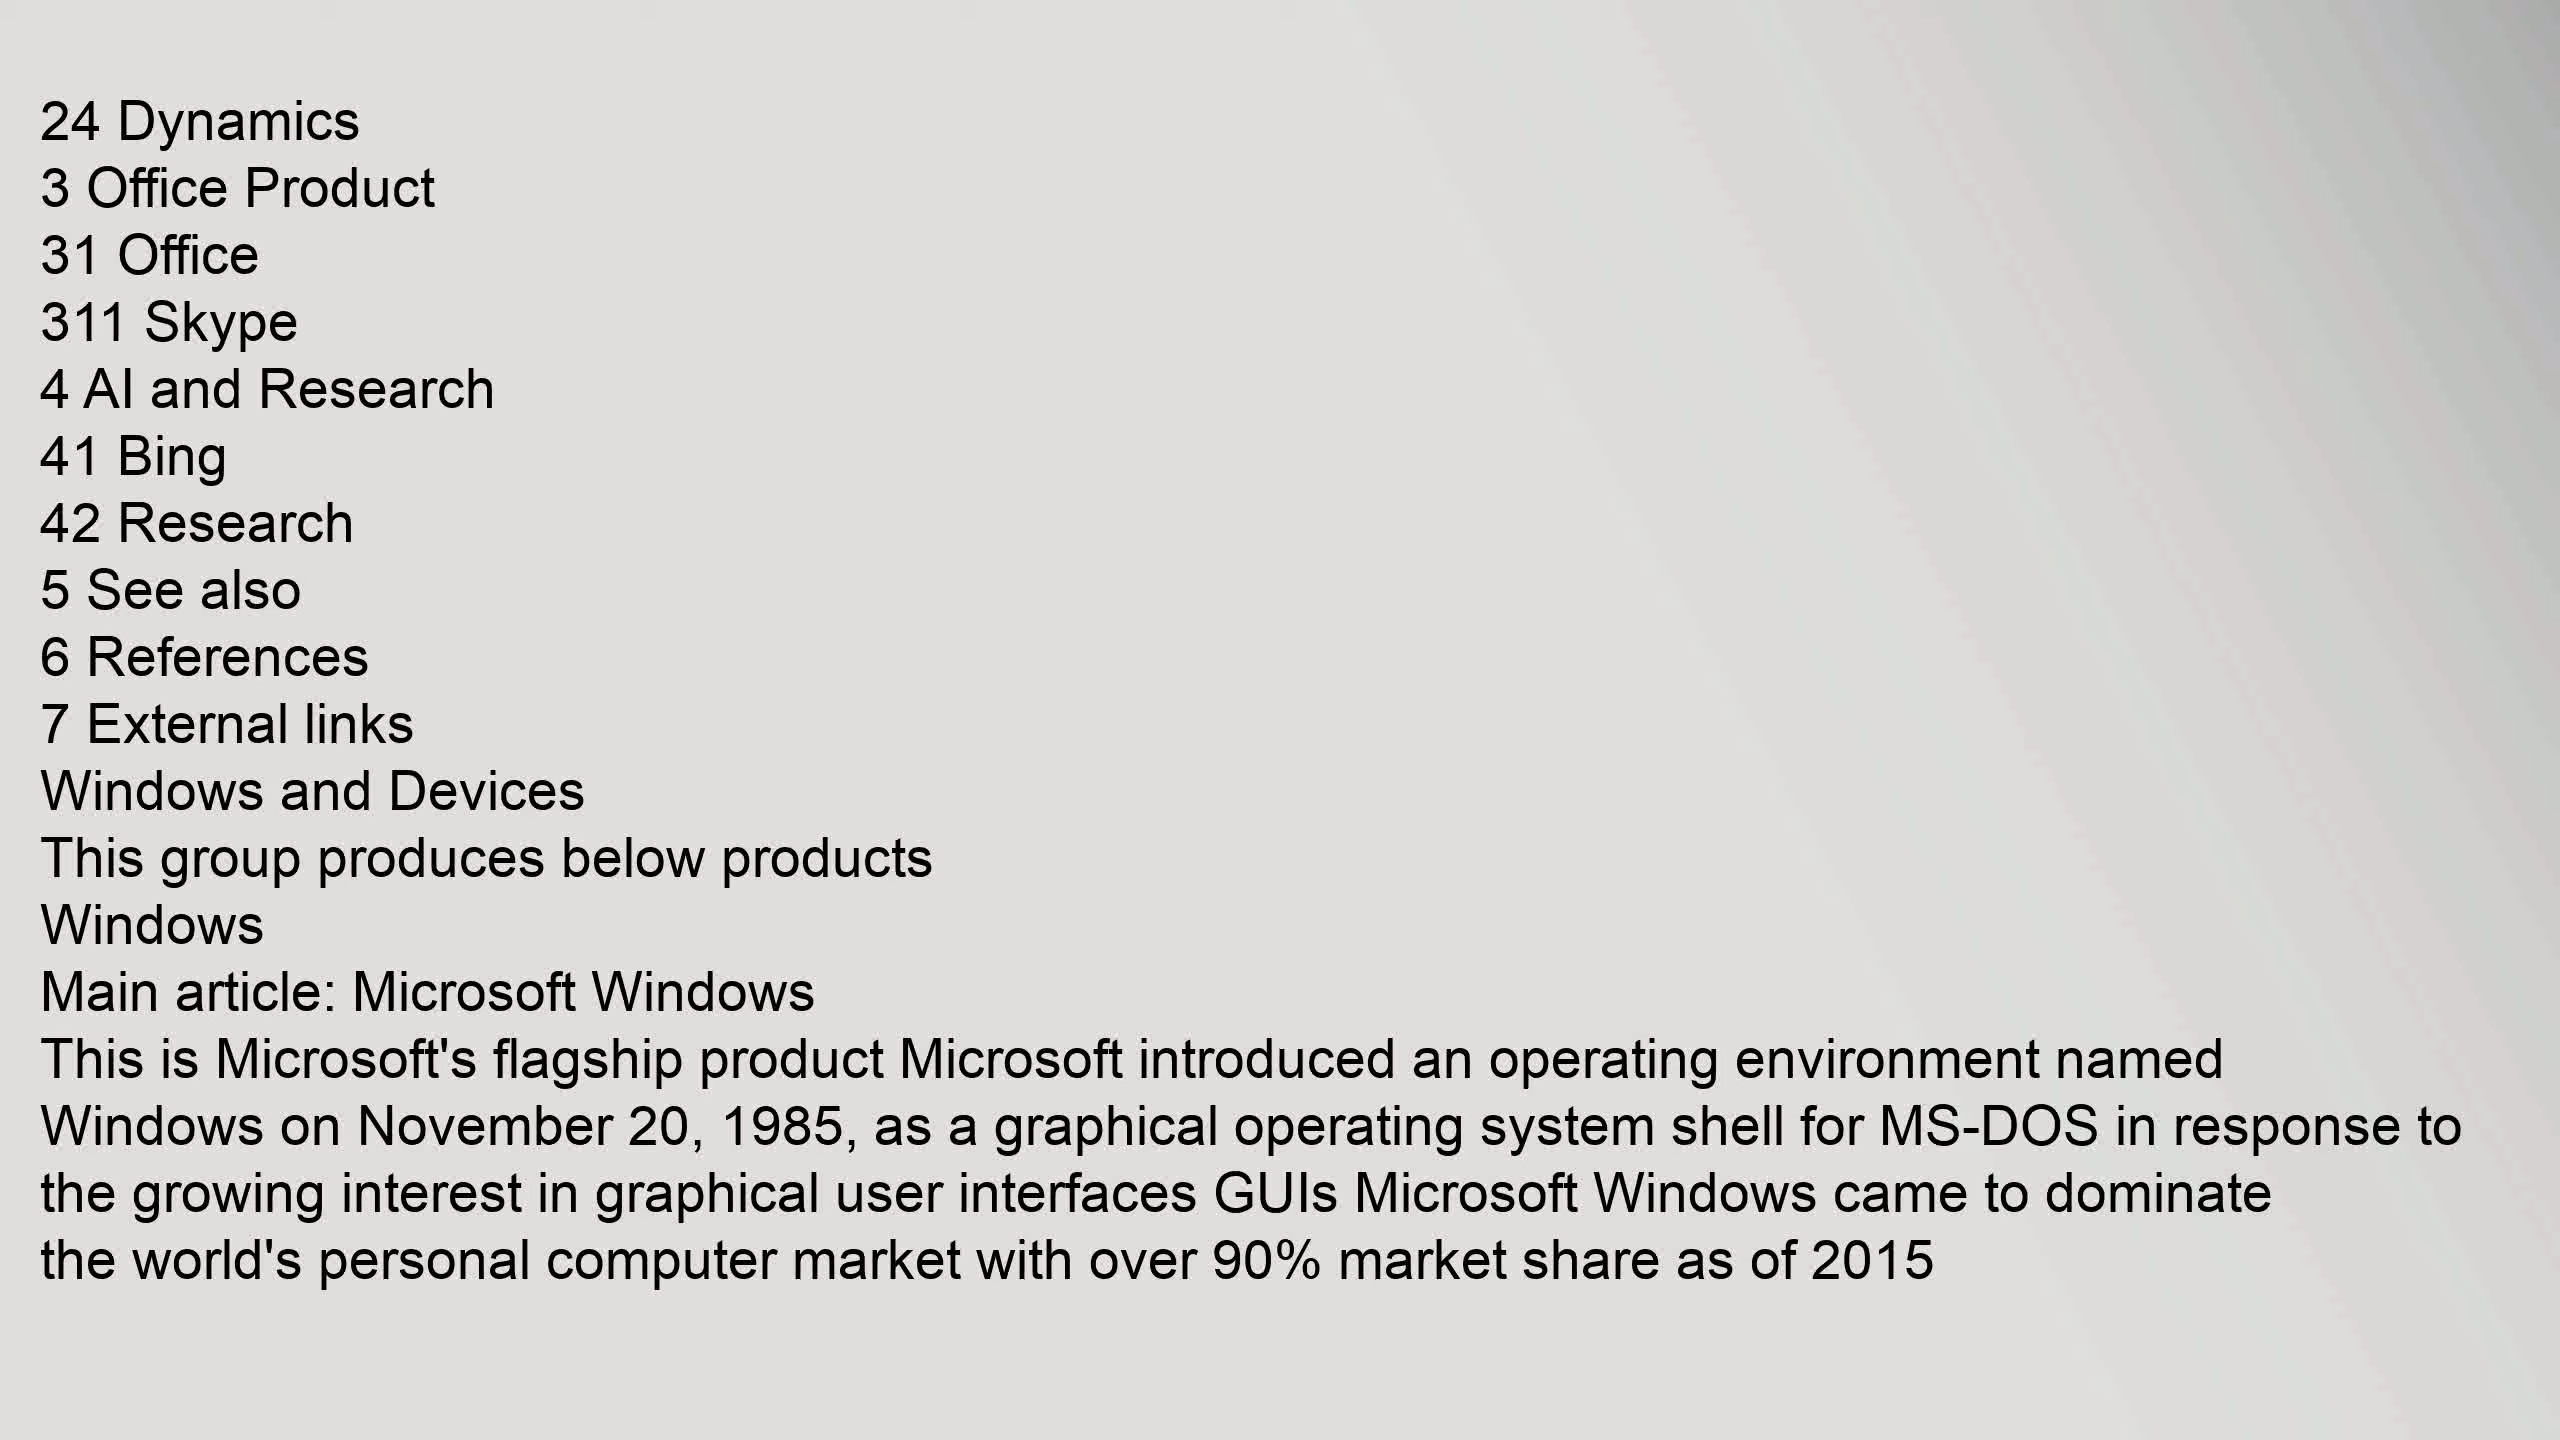 24 Dynamics
3 Office Product
31 Office
311 Skype
4 AI and Research
41 Bing
42 Research
5 See also
6 References
7 External links
Windows and Devices
This group produces below products
Windows
Main article: Microsoft Windows
This is Microsoft's flagship product Microsoft introduced an operating environment named
Windows on November 20, 1985, as a graphical operating system shell for MS-DOS in response to
the growing interest in graphical user interfaces GUIs Microsoft Windows came to dominate
the world's personal computer market with over 90% market share as of 2015